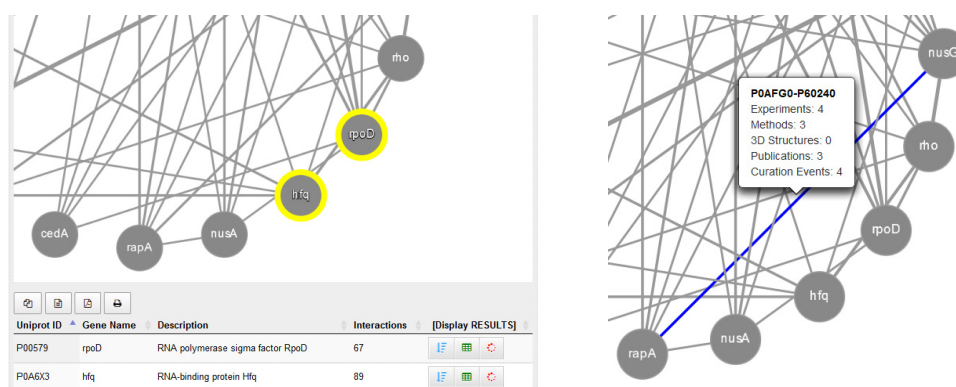 rho
rpoD
hfq
cedA
rapA
nusA
Uniprot ID Gene Name Description Interactions [Display RESULTS]
P00579 rpoD RNA polymerase sigma factor RpoD 67
P0A6X3 hfq RNA-binding protein Hfq 89
nusG
P0AFG0-P60240
Experiments: 4
Methods: 3
3D Structures: 0
Publications: 3
Curation Events: 4
rho
rpoD
hfq
nusA
rapA